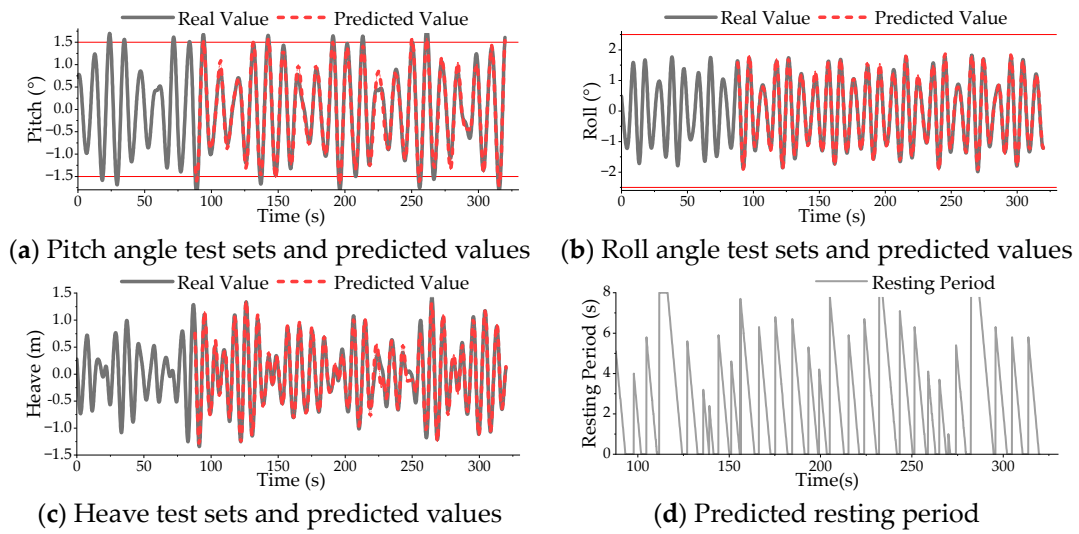 Real Value Predicted Value
1.5
1.0
0.5
0.0
−0.5
−1.0
−1.5
Pitch (°)
0 50 100 150 200 250 300
Time (s)
(a) Pitch angle test sets and predicted values
Real Value Predicted Value
2
1
0
−1
−2
Roll (°)
0 50 100 150 200 250 300
Time (s)
(b) Roll angle test sets and predicted values
Real Value Predicted Value
1.5
1.0
0.5
0.0
−0.5
−1.0
−1.5
Heave (m)
0 50 100 150 200 250 300
Time (s)
(c) Heave test sets and predicted values
Resting Period
8
6
4
2
0
Resting Period (s)
100 150 200 250 300
Time(s)
(d) Predicted resting period